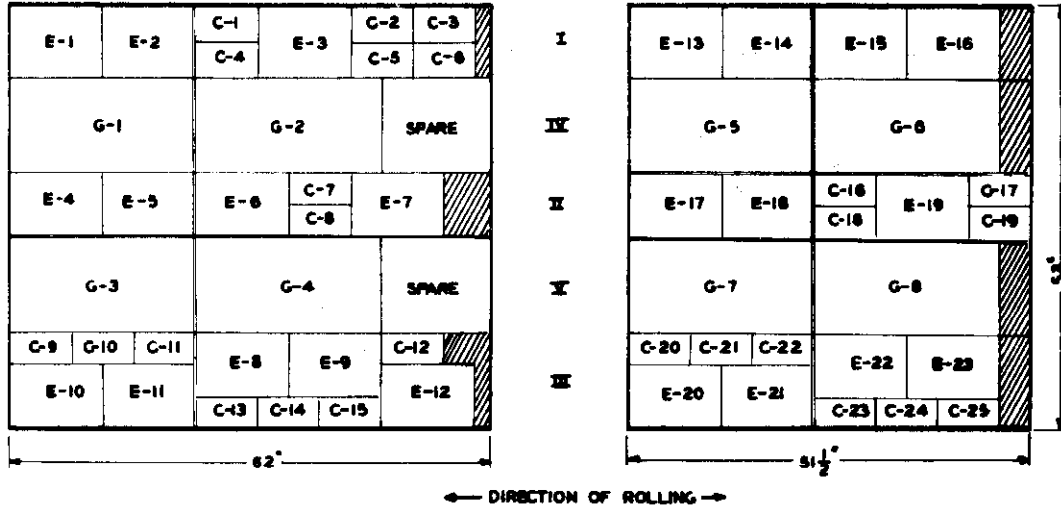 C-1 C-2 C-3 I
E-1 E-2 E-3 E-13 E-14 E-15 E-16
C-4 C-5 C-6
G-1 G-2 SPARE IV G-5 G-6
C-7 C-16 C-17
E-4 E-5 E-6 E-7 II E-17 E-18 E-19
C-8 C-18 C-19
G-3 G-4 SPARE V G-7 G-8
C-9 C-10 C-11 C-12 C-20 C-21 C-22
E-8 E-9 E-22 E-23
E-10 E-11 E-12 III E-20 E-21
C-13 C-14 C-15 C-23 C-24 C-25
62" 51 1/2"
DIRECTION OF ROLLING